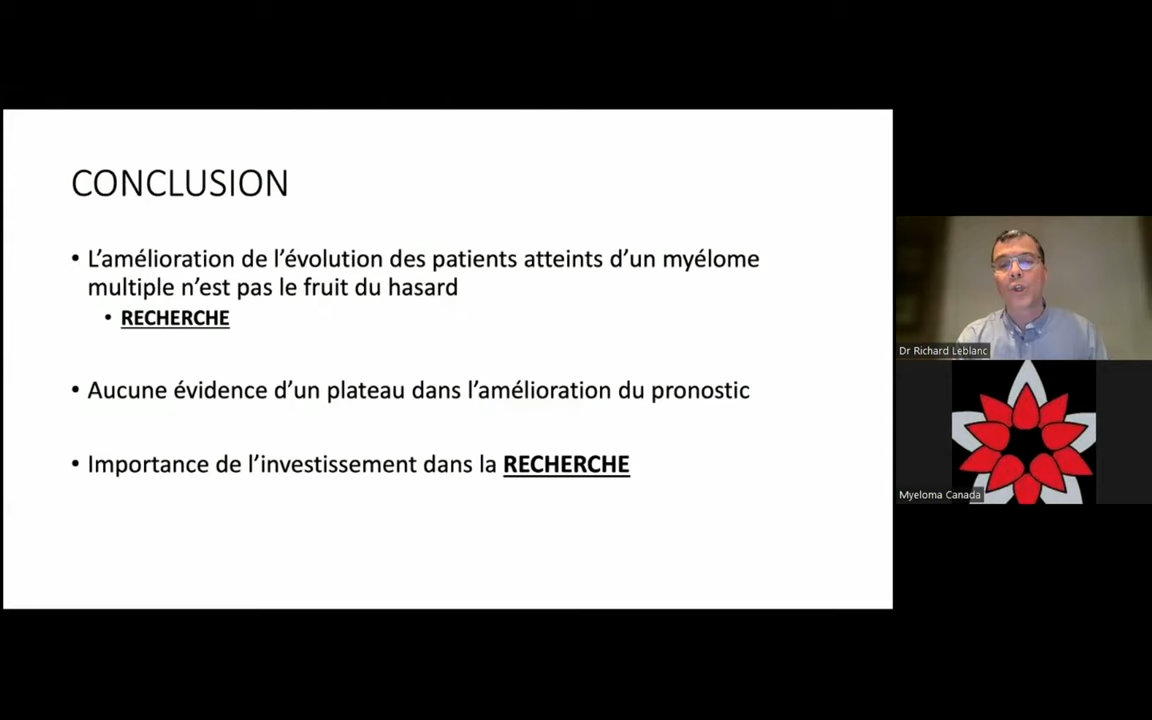 CONCLUSION
• L’amélioration de l’évolution des patients atteints d’un myélome
multiple n’est pas le fruit du hasard
• RECHERCHE
• Aucune évidence d’un plateau dans l’amélioration du pronostic
• Importance de l’investissement dans la RECHERCHE
Dr Richard Leblanc
Myeloma Canada